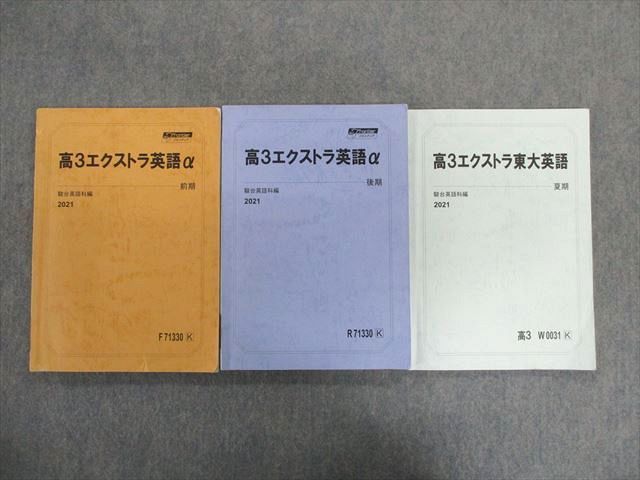 Frontier
高3エクストラ英語α
前期
駿台英語科編
2021
F71330 K
Frontier
高3エクストラ英語α
後期
駿台英語科編
2021
R71330 K
高3エクストラ東大英語
夏期
駿台英語科編
2021
高3 W0031 K